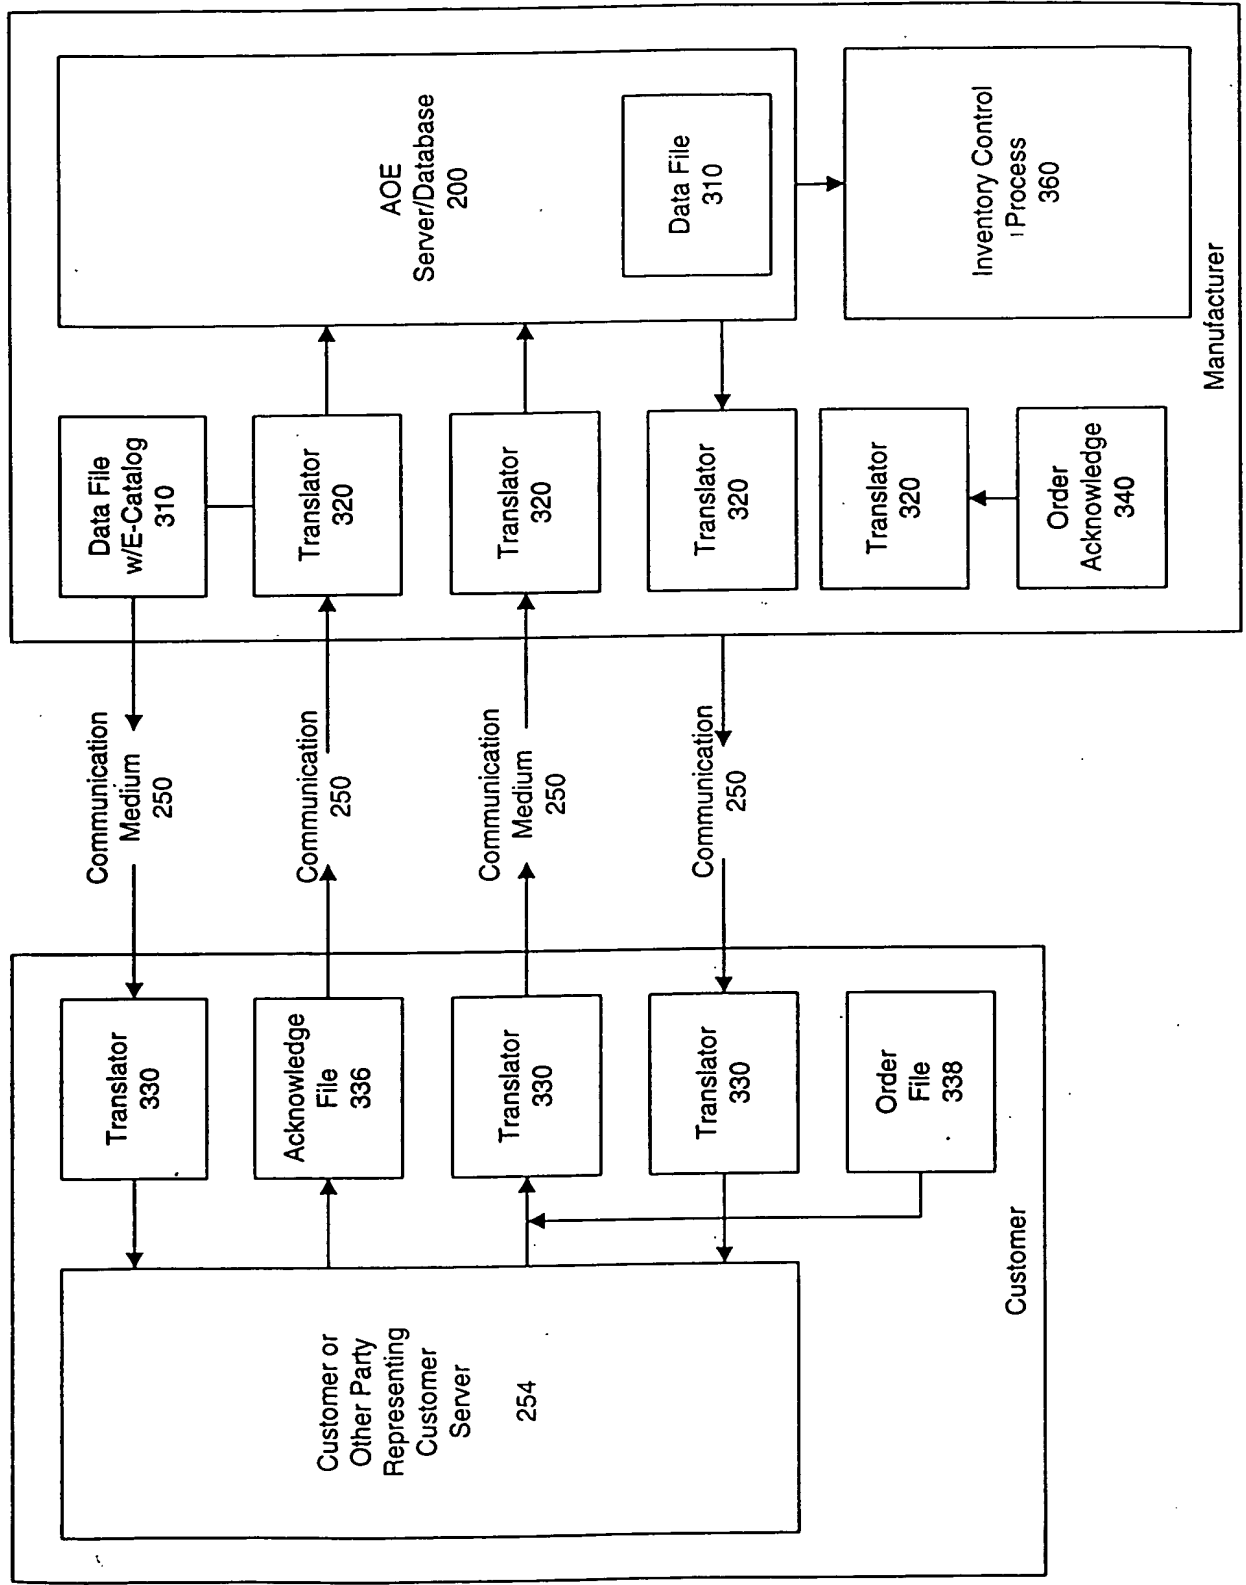 Customer or
Other Party
Representing
Customer
Server
254
Translator
330
Acknowledge
File
336
Translator
330
Translator
330
Order
File
338
Customer
Communication
Medium
250
Communication
250
Communication
Medium
250
Communication
250
Data File
w/E-Catalog
310
Translator
320
Translator
320
Translator
320
Translator
320
Order
Acknowledge
340
AOE
Server/Database
200
Data File
310
Inventory Control
Process
360
Manufacturer